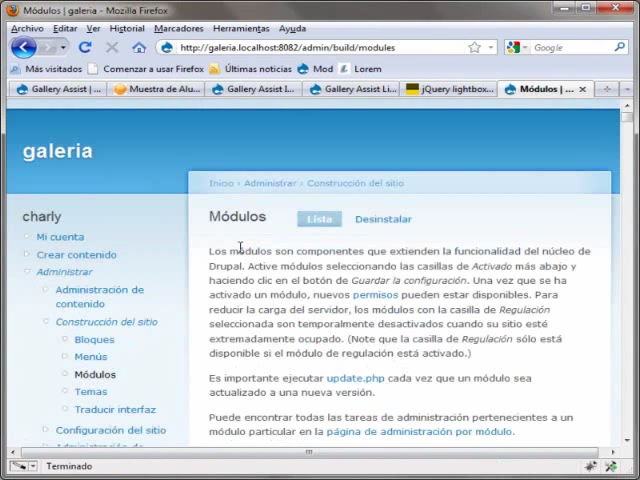 Módulos | galeria - Mozilla Firefox
Archivo Editar Ver Historial Marcadores Herramientas Ayuda
http://galeria.localhost:8082/admin/build/modules
Google
Más visitados Comenzar a usar Firefox Últimas noticias Mod Lorem
Gallery Assist | ... Muestra de Alu... Gallery Assist I... Gallery Assist Li... jQuery lightbox... Módulos | ...
galeria
Inicio › Administrar › Construcción del sitio
charly
Mi cuenta
Crear contenido
Administrar
Administración de
contenido
Construcción del sitio
Bloques
Menús
Módulos
Temas
Traducir interfaz
Configuración del sitio
Módulos
Lista Desinstalar
Los módulos son componentes que extienden la funcionalidad del núcleo de
Drupal. Active módulos seleccionando las casillas de Activado más abajo y
haciendo clic en el botón de Guardar la configuración. Una vez que se ha
activado un módulo, nuevos permisos pueden estar disponibles. Para
reducir la carga del servidor, los módulos con la casilla de Regulación
seleccionada son temporalmente desactivados cuando su sitio esté
extremadamente ocupado. (Note que la casilla de Regulación sólo está
disponible si el módulo de regulación está activado.)
Es importante ejecutar update.php cada vez que un módulo sea
actualizado a una nueva versión.
Puede encontrar todas las tareas de administración pertenecientes a un
módulo particular en la página de administración por módulo.
Terminado